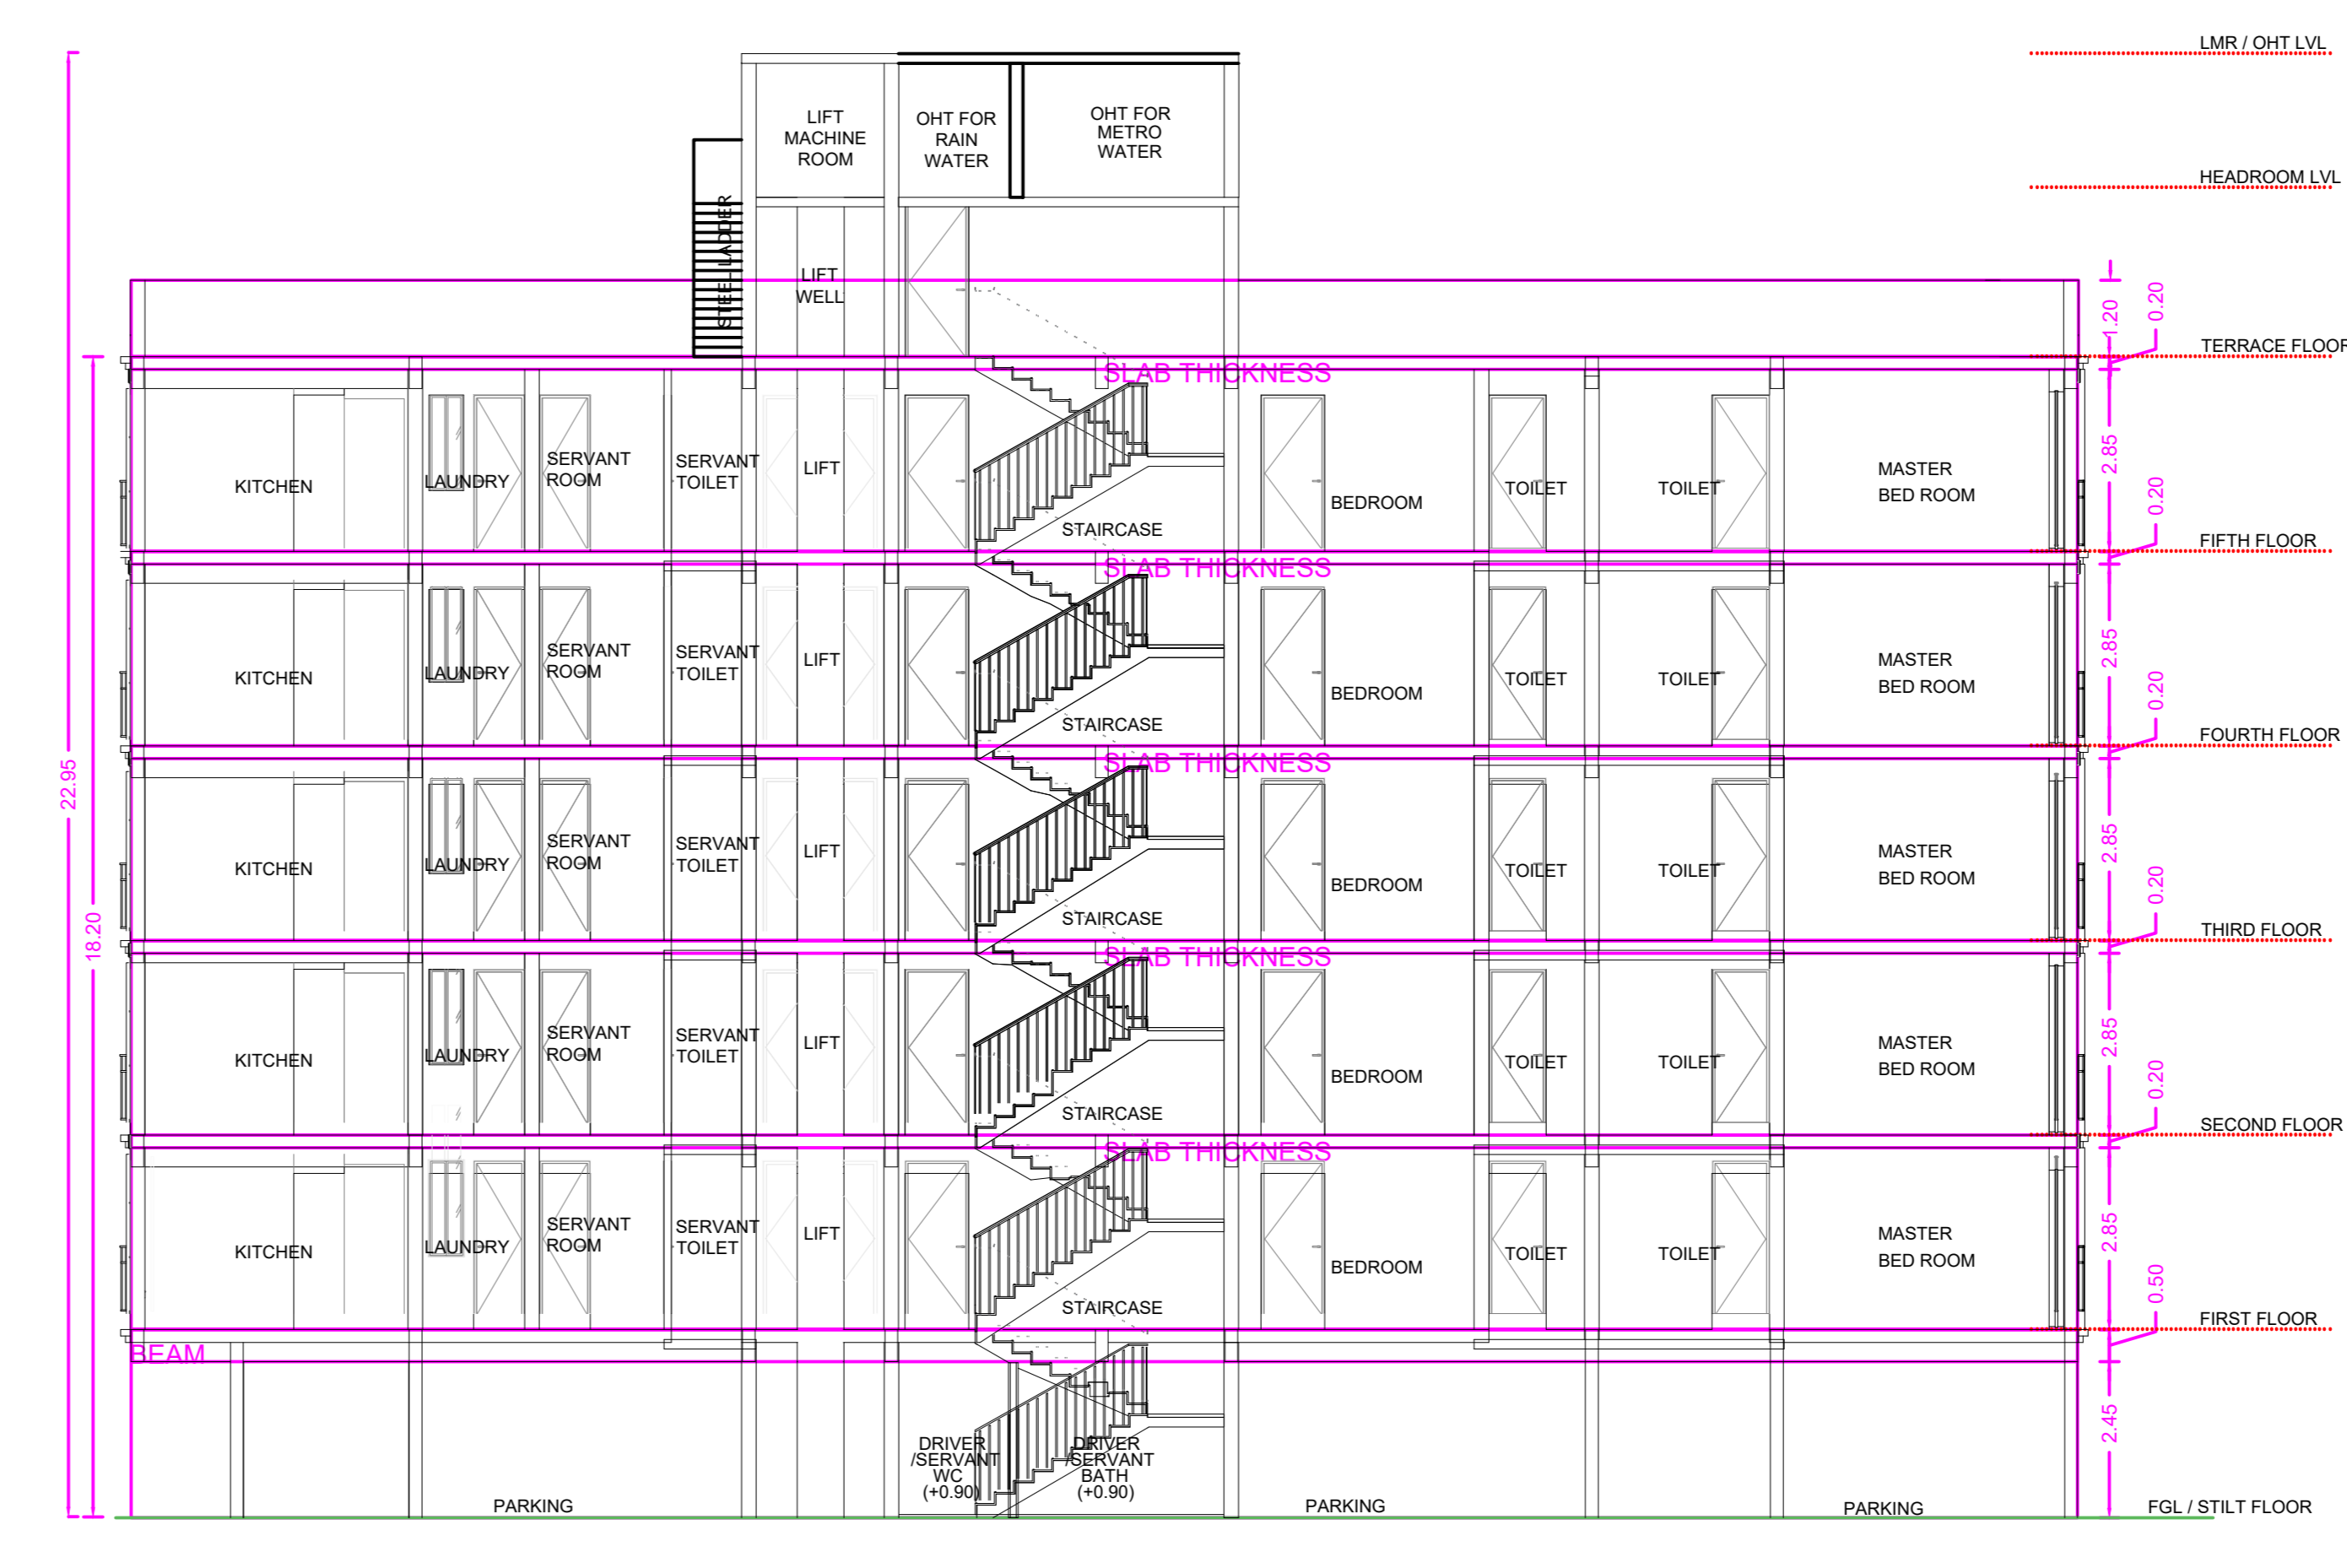 LMR / OHT LVL
LIFT
MACHINE
ROOM
OHT FOR
RAIN
WATER
OHT FOR
METRO
WATER
HEADROOM LVL
STEEL LADDER
LIFT
WELL
1.20
0.20
TERRACE FLOOR
SLAB THICKNESS
KITCHEN
LAUNDRY
SERVANT
ROOM
SERVANT
TOILET
LIFT
STAIRCASE
BEDROOM
TOILET
TOILET
MASTER
BED ROOM
2.85
0.20
FIFTH FLOOR
SLAB THICKNESS
KITCHEN
LAUNDRY
SERVANT
ROOM
SERVANT
TOILET
LIFT
STAIRCASE
BEDROOM
TOILET
TOILET
MASTER
BED ROOM
2.85
0.20
FOURTH FLOOR
22.95
SLAB THICKNESS
KITCHEN
LAUNDRY
SERVANT
ROOM
SERVANT
TOILET
LIFT
STAIRCASE
BEDROOM
TOILET
TOILET
MASTER
BED ROOM
2.85
0.20
THIRD FLOOR
18.20
SLAB THICKNESS
KITCHEN
LAUNDRY
SERVANT
ROOM
SERVANT
TOILET
LIFT
STAIRCASE
BEDROOM
TOILET
TOILET
MASTER
BED ROOM
2.85
0.20
SECOND FLOOR
SLAB THICKNESS
KITCHEN
LAUNDRY
SERVANT
ROOM
SERVANT
TOILET
LIFT
STAIRCASE
BEDROOM
TOILET
TOILET
MASTER
BED ROOM
2.85
0.50
FIRST FLOOR
BEAM
2.45
DRIVER
/SERVANT
WC
(+0.90)
DRIVER
/SERVANT
BATH
(+0.90)
PARKING
PARKING
PARKING
FGL / STILT FLOOR